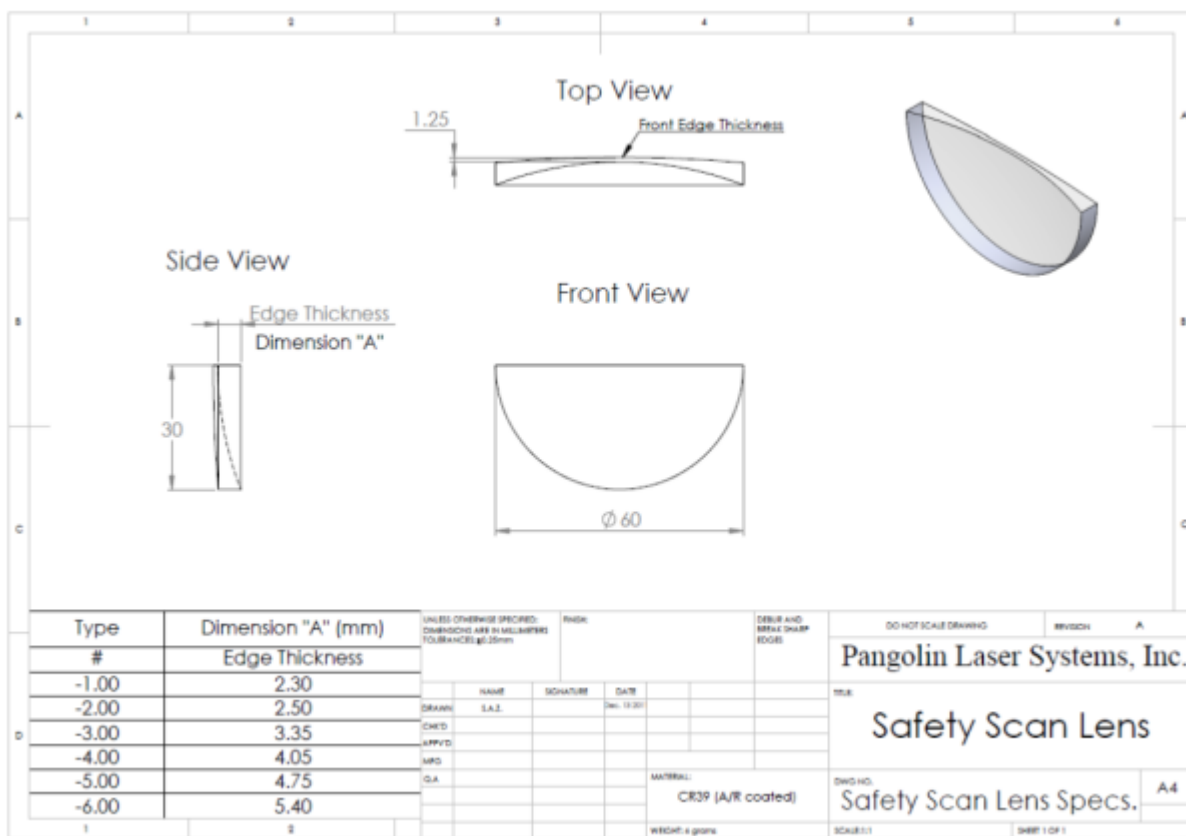 1 2 3 4 5 6
Top View
1.25
Front Edge Thickness
A A
Side View
Front View
Edge Thickness
Dimension "A"
B B
30
Ø 60
C C
Type Dimension "A" (mm)
# Edge Thickness
-1.00 2.30
-2.00 2.50
-3.00 3.35
-4.00 4.05
-5.00 4.75
-6.00 5.40
D
1 2
UNLESS OTHERWISE SPECIFIED:
DIMENSIONS ARE IN MILLIMETERS
FINISH:
DEBUR AND
BREAK SHARP
EDGES
NAME SIGNATURE DATE
DRAWN S.A.Z.
CHK'D
APPV'D
MFG
Q.A
MATERIAL:
CR39 (A/R coated)
WEIGHT: 6 grams
DO NOT SCALE DRAWING REVISION A
Pangolin Laser Systems, Inc.
TITLE:
Safety Scan Lens
DWG NO.
Safety Scan Lens Specs. A4
SCALE:1:1 SHEET 1 OF 1